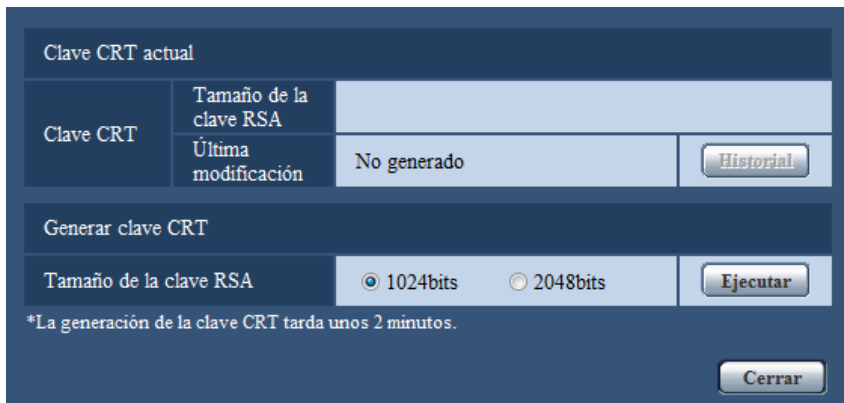 Clave CRT actual
Clave CRT
Tamaño de la
clave RSA
Última
modificación
No generado
Historial
Generar clave CRT
Tamaño de la clave RSA
1024bits
2048bits
Ejecutar
*La generación de la clave CRT tarda unos 2 minutos.
Cerrar